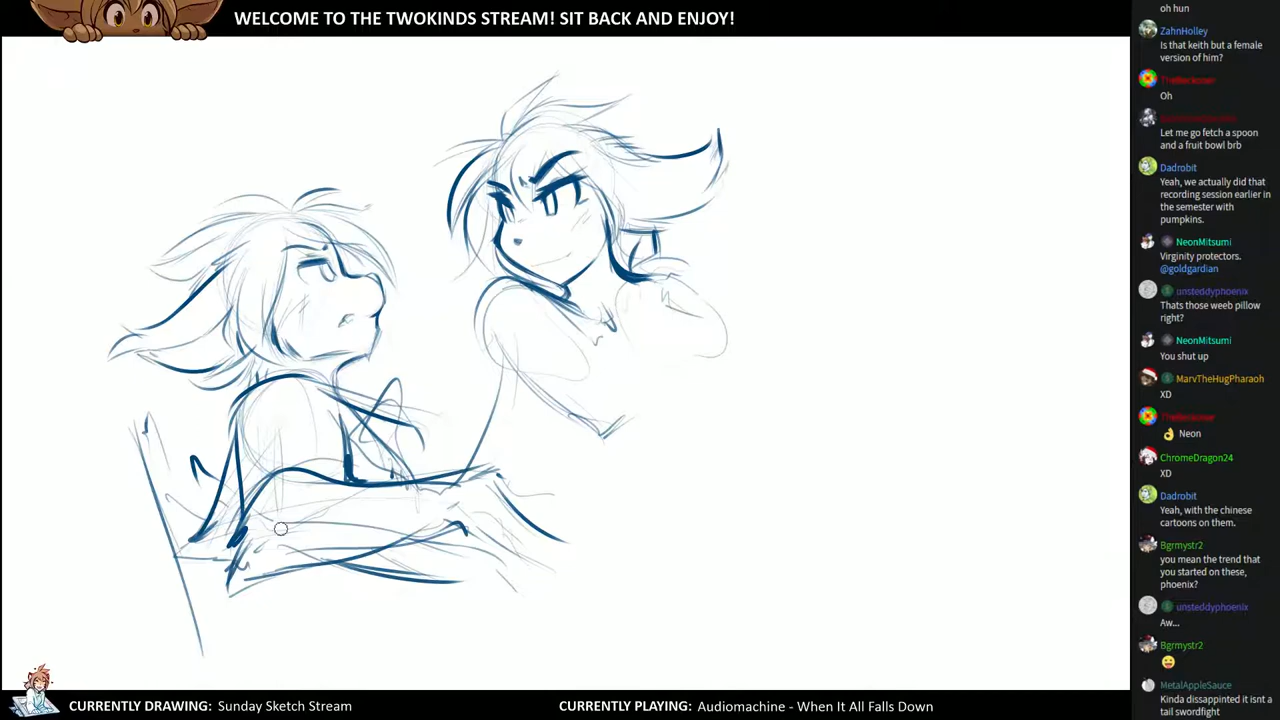 WELCOME TO THE TWOKINDS STREAM! SIT BACK AND ENJOY!
oh hun
ZahnHolley
Is that keith but a female
version of him?
Oh
Let me go fetch a spoon
and a fruit bowl brb
Dadrobit
Yeah, we actually did that
recording session earlier in
the semester with
pumpkins.
NeonMitsumi
Virginity protectors.
@goldgardian
unsteddyphoenix
Thats those weeb pillow
right?
NeonMitsumi
You shut up
MarvTheHugPharaoh
XD
Neon
ChromeDragon24
XD
Dadrobit
Yeah, with the chinese
cartoons on them.
Bgrmystr2
you mean the trend that
you started on these,
phoenix?
unsteddyphoenix
Aw...
Bgrmystr2
MetalAppleSauce
Kinda dissappinted it isnt a
tail swordfight
CURRENTLY DRAWING: Sunday Sketch Stream
CURRENTLY PLAYING: Audiomachine - When It All Falls Down